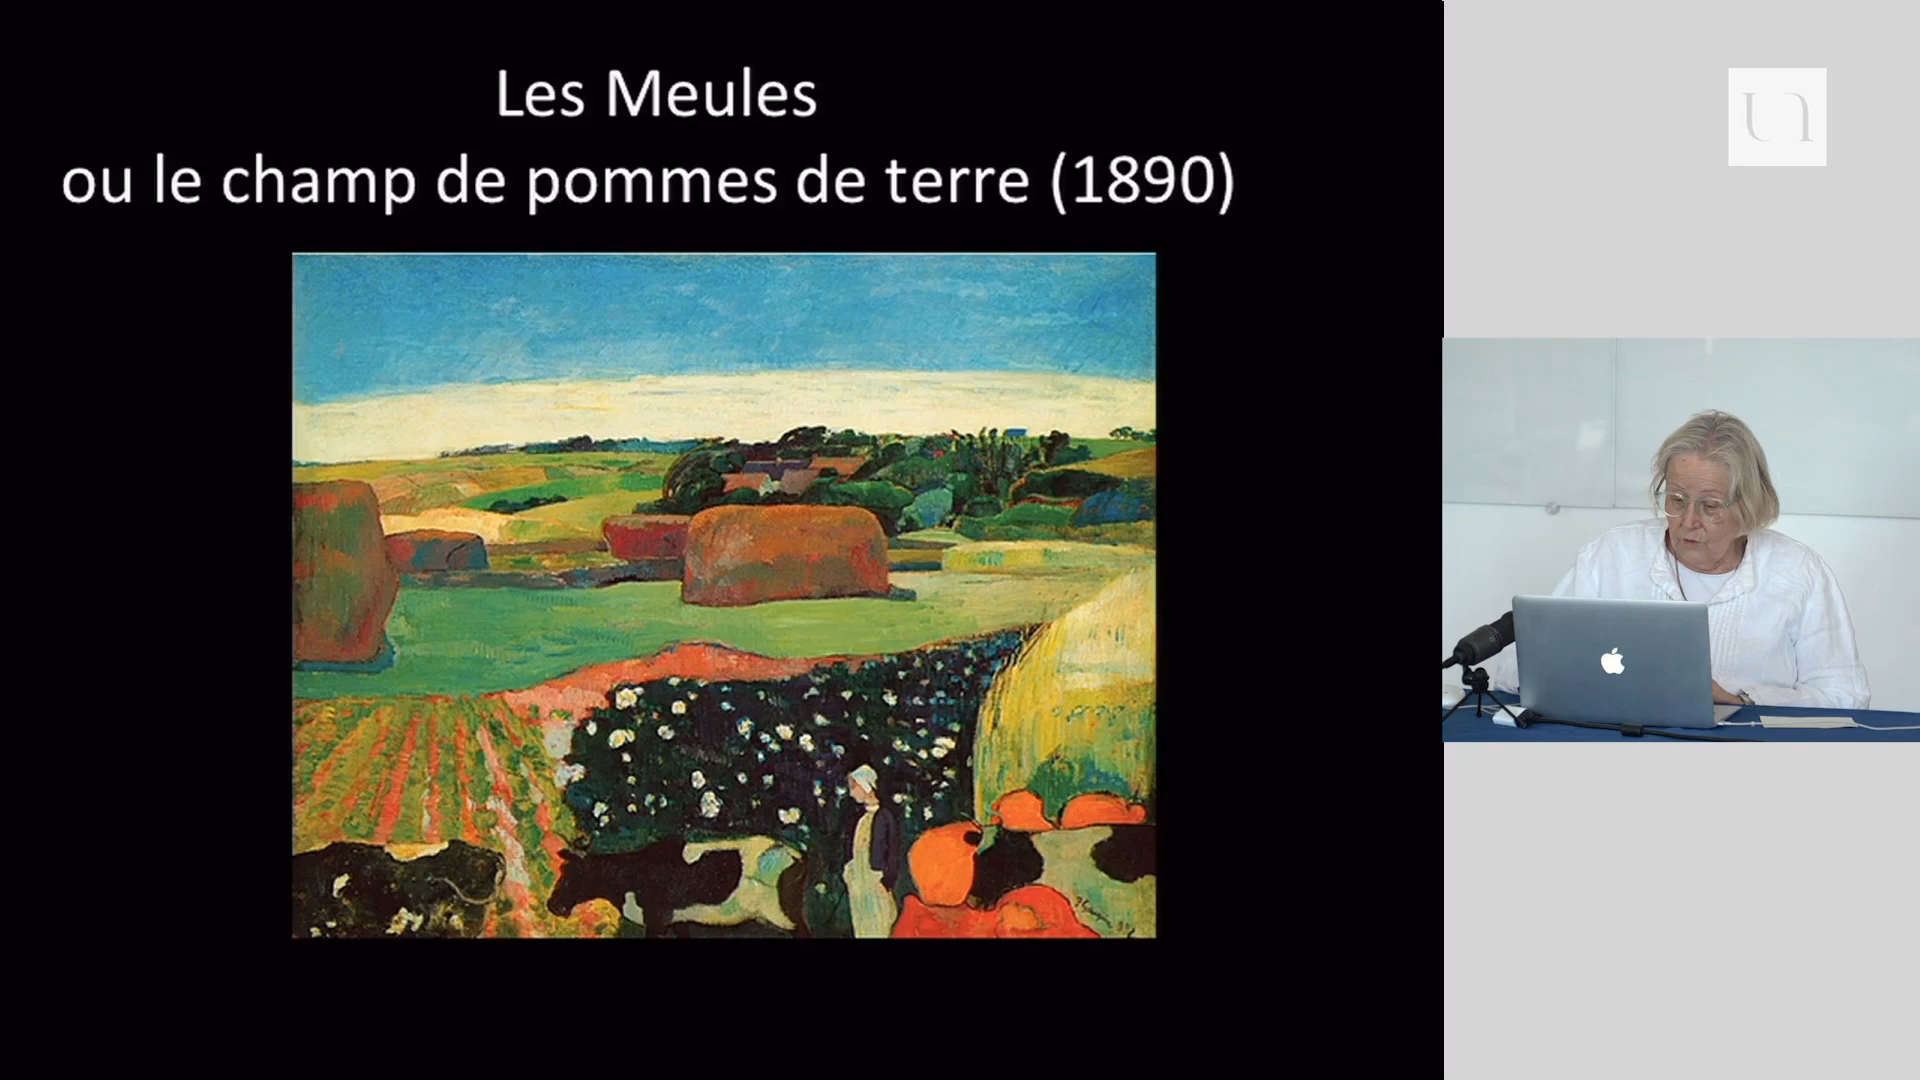 Les Meules
ou le champ de pommes de terre (1890)